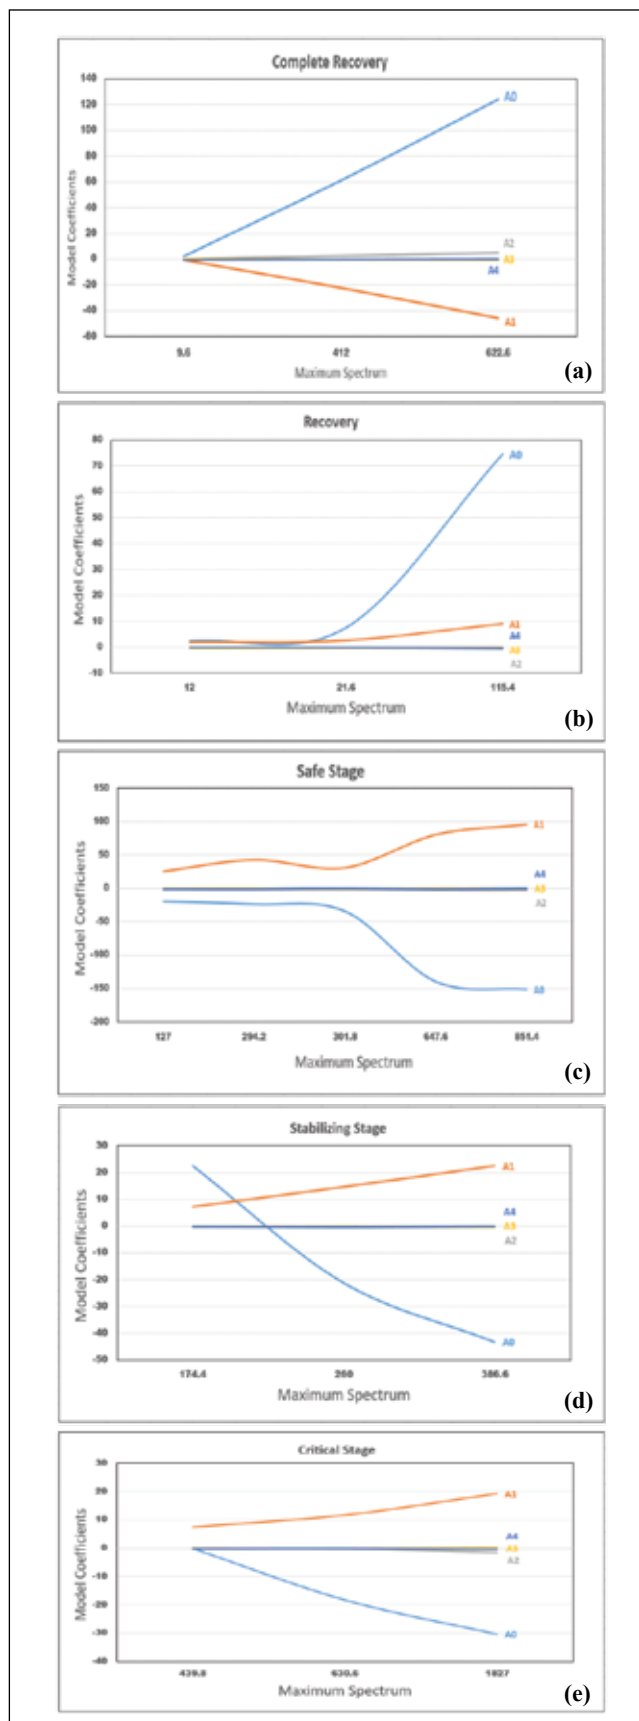 Complete Recovery
Model Coefficients
140
120
100
80
60
40
20
0
-20
-40
-60
A0
A2
A3
A4
A1
9.6 412 622.6
Maximum Spectrum
(a)
Recovery
Model Coefficients
80
70
60
50
40
30
20
10
0
-10
A0
A1
A4
A3
A2
12 21.6 115.4
Maximum Spectrum
(b)
Safe Stage
Model Coefficients
150
100
50
0
-50
-100
-150
-200
A1
A4
A3
A2
A0
127 294.2 301.8 647.6 851.4
Maximum Spectrum
(c)
Stabilizing Stage
Model Coefficients
30
20
10
0
-10
-20
-30
-40
-50
A1
A4
A3
A2
A0
174.4 260 386.6
Maximum Spectrum
(d)
Critical Stage
Model Coefficients
30
20
10
0
-10
-20
-30
-40
A1
A4
A3
A2
A0
439.8 630.6 1027
Maximum Spectrum
(e)